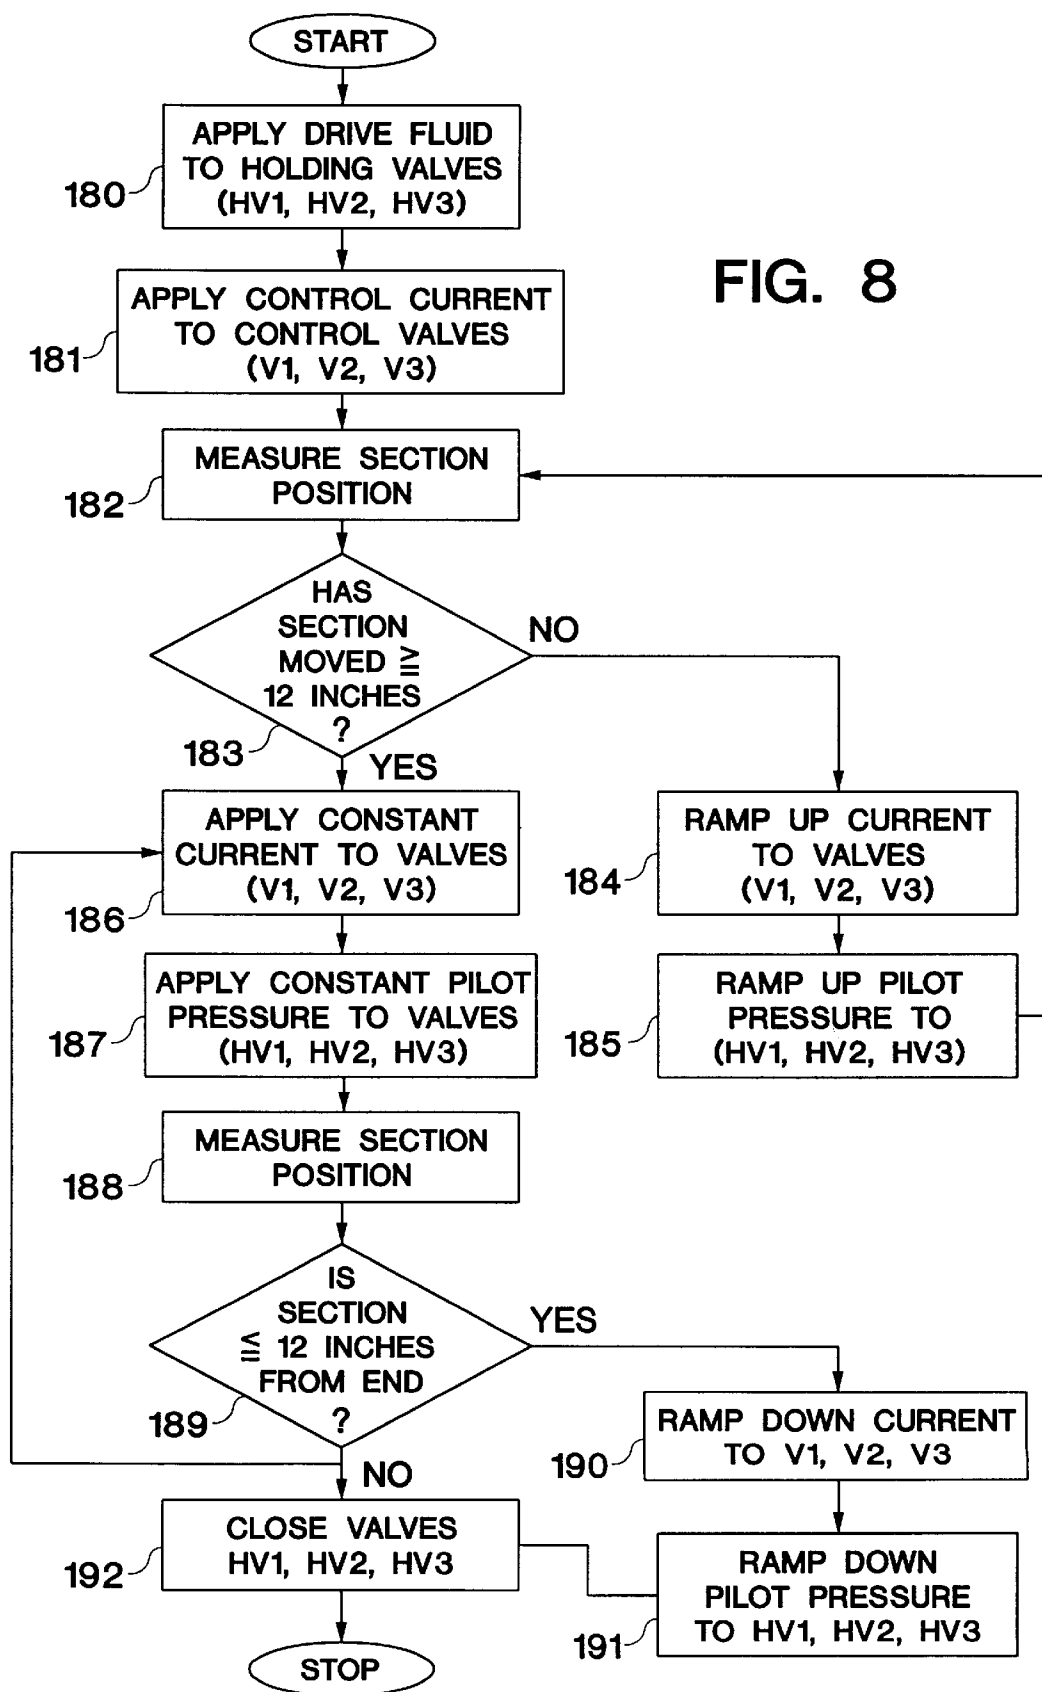 START
APPLY DRIVE FLUID
TO HOLDING VALVES
(HV1, HV2, HV3)
180
FIG. 8
APPLY CONTROL CURRENT
TO CONTROL VALVES
(V1, V2, V3)
181
MEASURE SECTION
POSITION
182
HAS
SECTION
MOVED ≧
12 INCHES
?
183
NO
YES
APPLY CONSTANT
CURRENT TO VALVES
(V1, V2, V3)
186
RAMP UP CURRENT
TO VALVES
(V1, V2, V3)
184
APPLY CONSTANT PILOT
PRESSURE TO VALVES
(HV1, HV2, HV3)
187
RAMP UP PILOT
PRESSURE TO
(HV1, HV2, HV3)
185
MEASURE SECTION
POSITION
188
IS
SECTION
≦ 12 INCHES
FROM END
?
189
YES
NO
RAMP DOWN CURRENT
TO V1, V2, V3
190
CLOSE VALVES
HV1, HV2, HV3
192
RAMP DOWN
PILOT PRESSURE
TO HV1, HV2, HV3
191
STOP